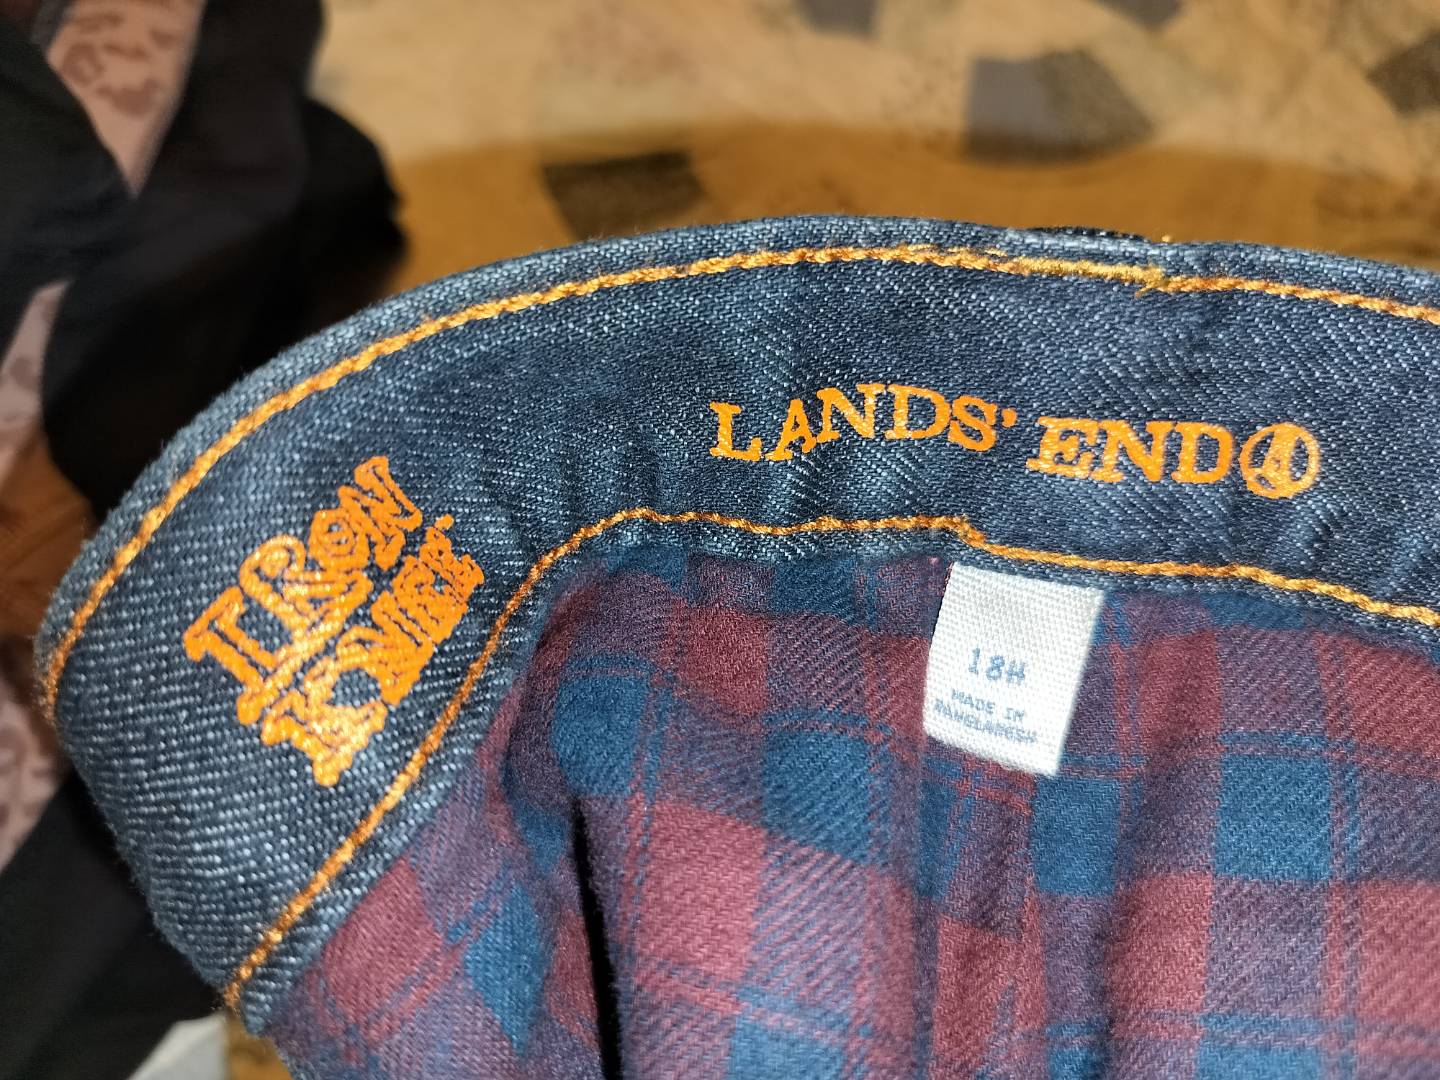 IRON
KNEE®
LANDS' END
18H
MADE IN
BANGLADESH